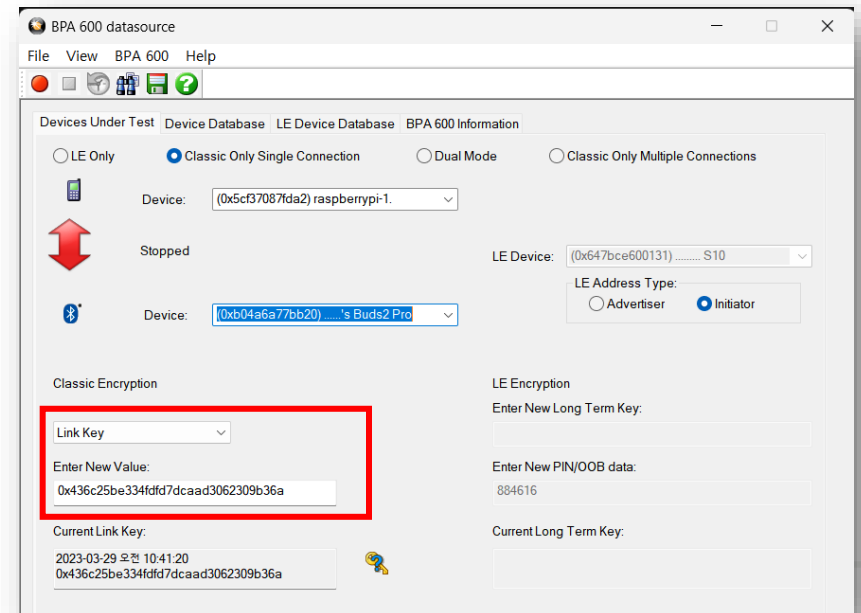 BPA 600 datasource
File View BPA 600 Help
Devices Under Test Device Database LE Device Database BPA 600 Information
LE Only Classic Only Single Connection Dual Mode Classic Only Multiple Connections
Device: (0x5cf37087fda2) raspberrypi-1.
Stopped
LE Device: (0x647bce600131) ......... S10
LE Address Type:
Advertiser Initiator
Device: (0xb04a6a77bb20) ......'s Buds2 Pro
Classic Encryption LE Encryption
Enter New Long Term Key:
Link Key
Enter New Value: Enter New PIN/OOB data:
0x436c25be334fdfd7dcaad3062309b36a 884616
Current Link Key: Current Long Term Key:
2023-03-29 오전 10:41:20
0x436c25be334fdfd7dcaad3062309b36a